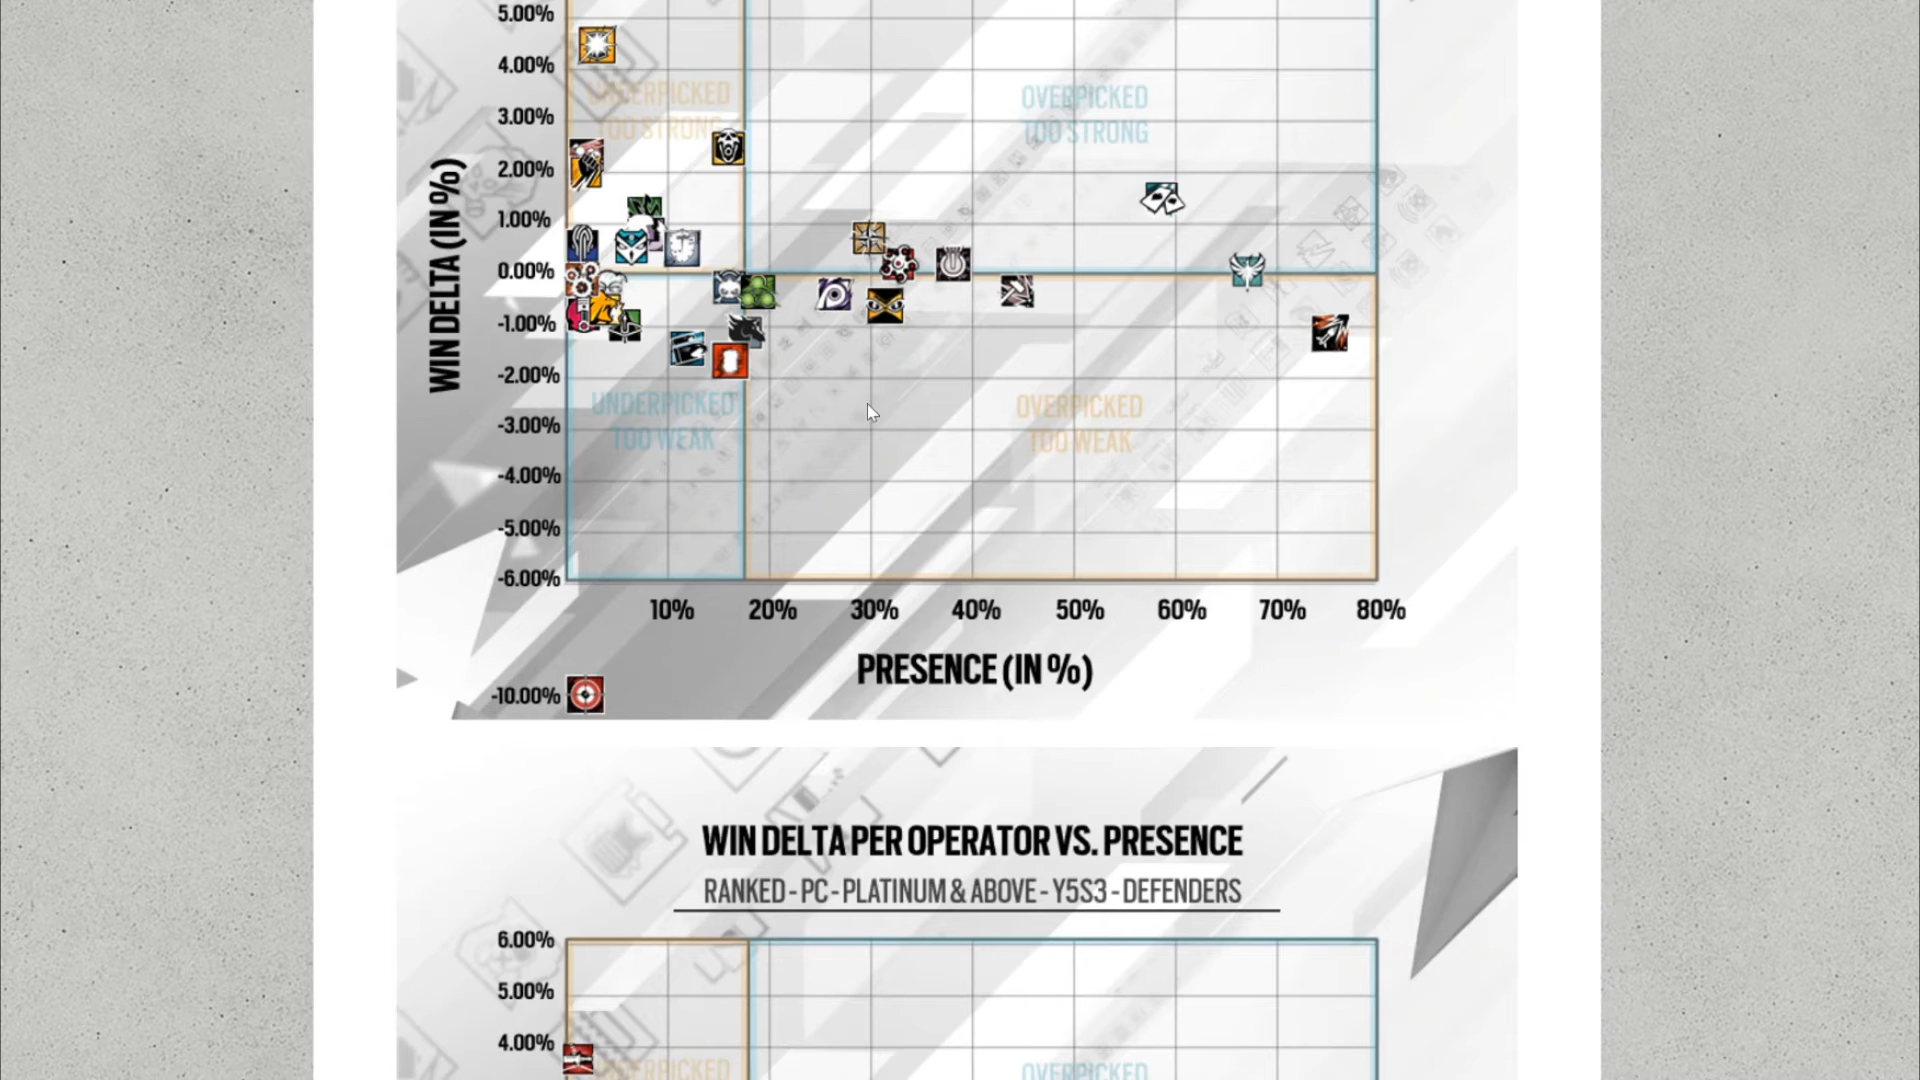 5.00%
4.00%
UNDERPICKED
OVERPICKED
3.00%
TOO STRONG
TOO STRONG
2.00%
1.00%
0.00%
-1.00%
-2.00%
WIN DELTA (IN %)
UNDERPICKED
OVERPICKED
-3.00%
TOO WEAK
TOO WEAK
-4.00%
-5.00%
-6.00%
10% 20% 30% 40% 50% 60% 70% 80%
PRESENCE (IN %)
-10.00%
WIN DELTA PER OPERATOR VS. PRESENCE
RANKED - PC - PLATINUM & ABOVE - Y5S3 - DEFENDERS
6.00%
5.00%
4.00%
UNDERPICKED
OVERPICKED